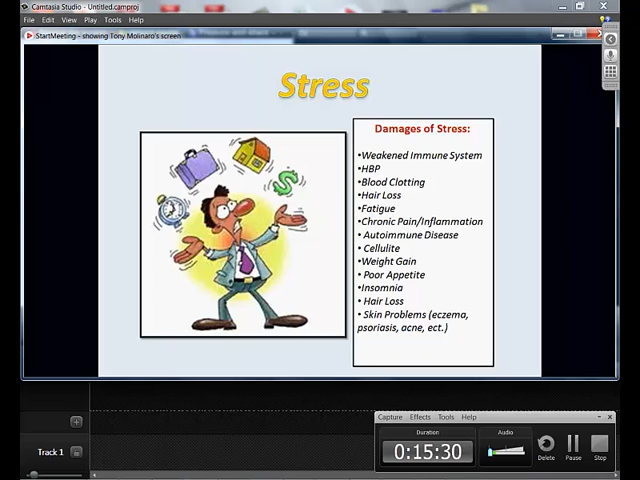 Camtasia Studio - Untitled.camproj
File Edit View Play Tools Help
StartMeeting - showing Tony Molinaro's screen
Stress
Damages of Stress:
•Weakened Immune System
•HBP
•Blood Clotting
•Hair Loss
•Fatigue
•Chronic Pain/Inflammation
• Autoimmune Disease
• Cellulite
•Weight Gain
• Poor Appetite
•Insomnia
• Hair Loss
• Skin Problems (eczema,
psoriasis, acne, ect.)
$
Capture Effects Tools Help
Duration Audio
0:15:30
Delete Pause Stop
Track 1